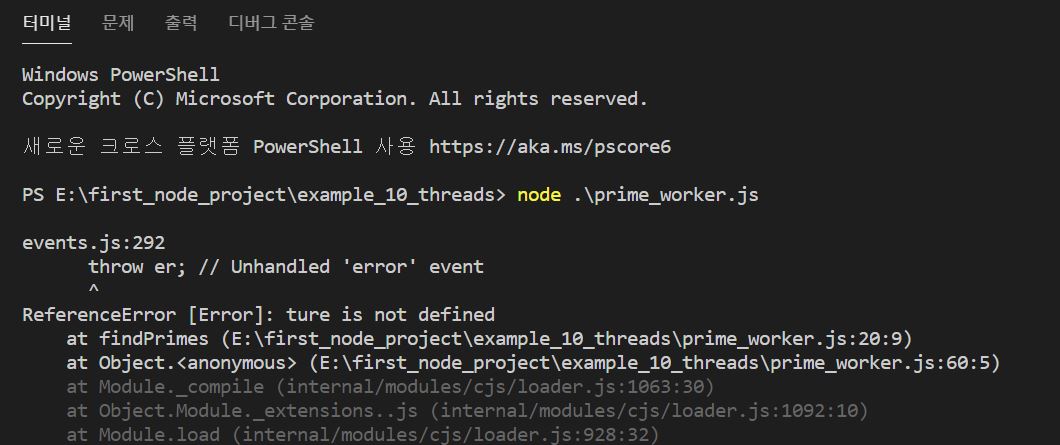 터미널 문제 출력 디버그 콘솔
Windows PowerShell
Copyright (C) Microsoft Corporation. All rights reserved.
새로운 크로스 플랫폼 PowerShell 사용 https://aka.ms/pscore6
PS E:\first_node_project\example_10_threads> node .\prime_worker.js
events.js:292
      throw er; // Unhandled 'error' event
      ^
ReferenceError [Error]: ture is not defined
    at findPrimes (E:\first_node_project\example_10_threads\prime_worker.js:20:9)
    at Object.<anonymous> (E:\first_node_project\example_10_threads\prime_worker.js:60:5)
    at Module._compile (internal/modules/cjs/loader.js:1063:30)
    at Object.Module._extensions..js (internal/modules/cjs/loader.js:1092:10)
    at Module.load (internal/modules/cjs/loader.js:928:32)